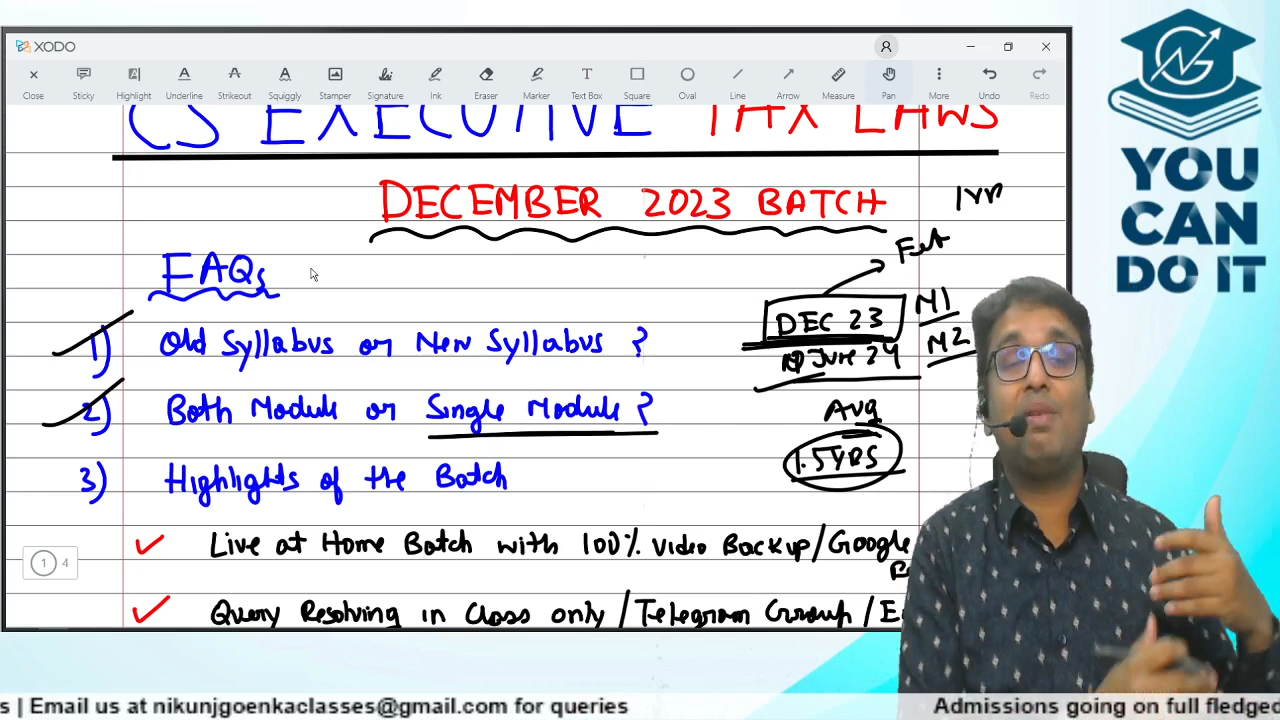 XODO
Close Sticky Highlight Underline Strikeout Squiggly Stamper Signature Ink Eraser Marker Text Box Square Oval Line Arrow Measure Pan More Undo Redo
CS EXECUTIVE TAX LAWS
DECEMBER 2023 BATCH
FAQs
1) Old Syllabus or New Syllabus ?
DEC 23 M1
June 24 M2
2) Both Module or Single Module ?
Avg
1.5 YRS
3) Highlights of the Batch
✓ Live at Home Batch with 100% Video Backup/Google
1 4
✓ Query Resolving in Class only /Telegram Group/
YOU
CAN
DO IT
s | Email us at nikunjgoenkaclasses@gmail.com for queries
Admissions going on full fledged